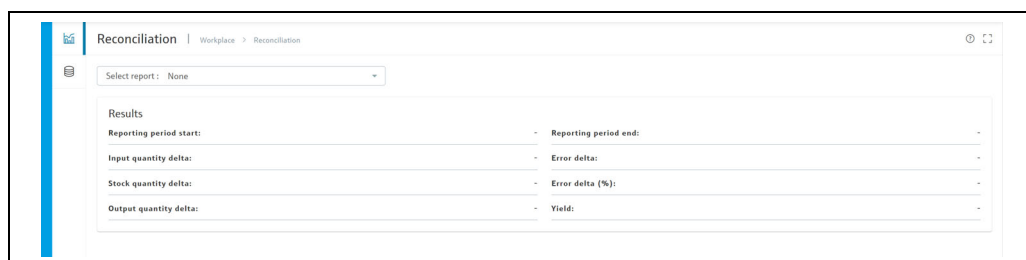 Reconciliation | Workplace > Reconciliation
Select report : None
Results
Reporting period start: - Reporting period end: -
Input quantity delta: - Error delta: -
Stock quantity delta: - Error delta (%): -
Output quantity delta: - Yield: -